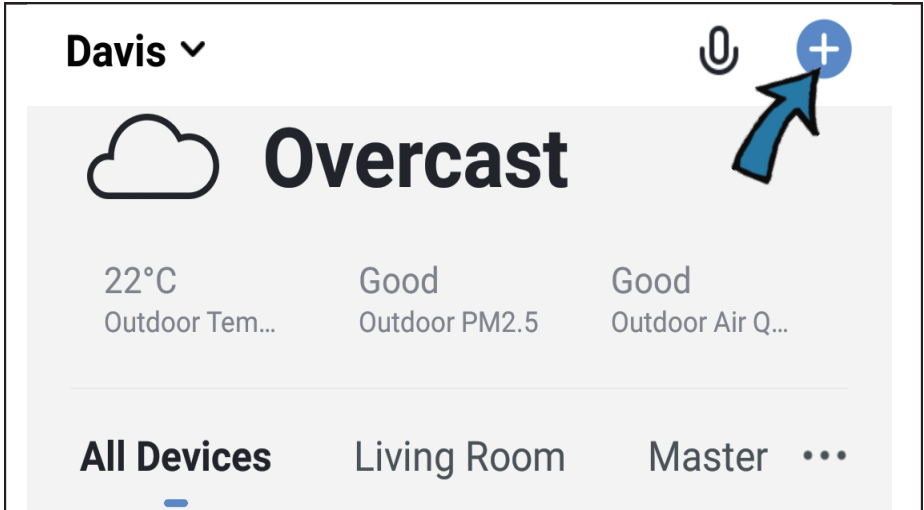 Davis
Overcast
22°C Good Good
Outdoor Tem... Outdoor PM2.5 Outdoor Air Q...
All Devices Living Room Master